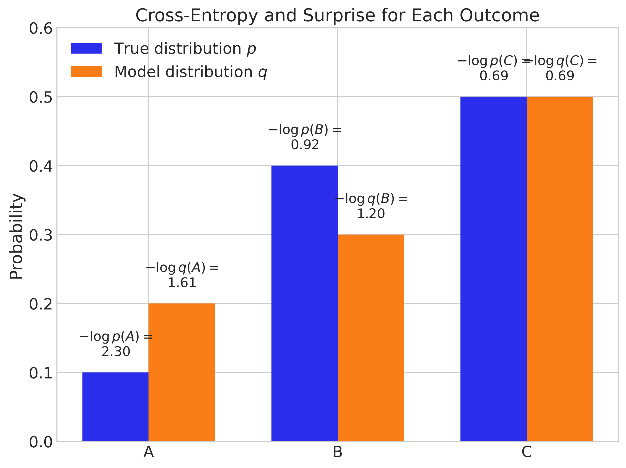 Cross-Entropy and Surprise for Each Outcome
True distribution p
Model distribution q
Probability
0.6
0.5
0.4
0.3
0.2
0.1
0.0
−log p(A) =
2.30
−log q(A) =
1.61
−log p(B) =
0.92
−log q(B) =
1.20
−log p(C) =
0.69
−log q(C) =
0.69
A
B
C